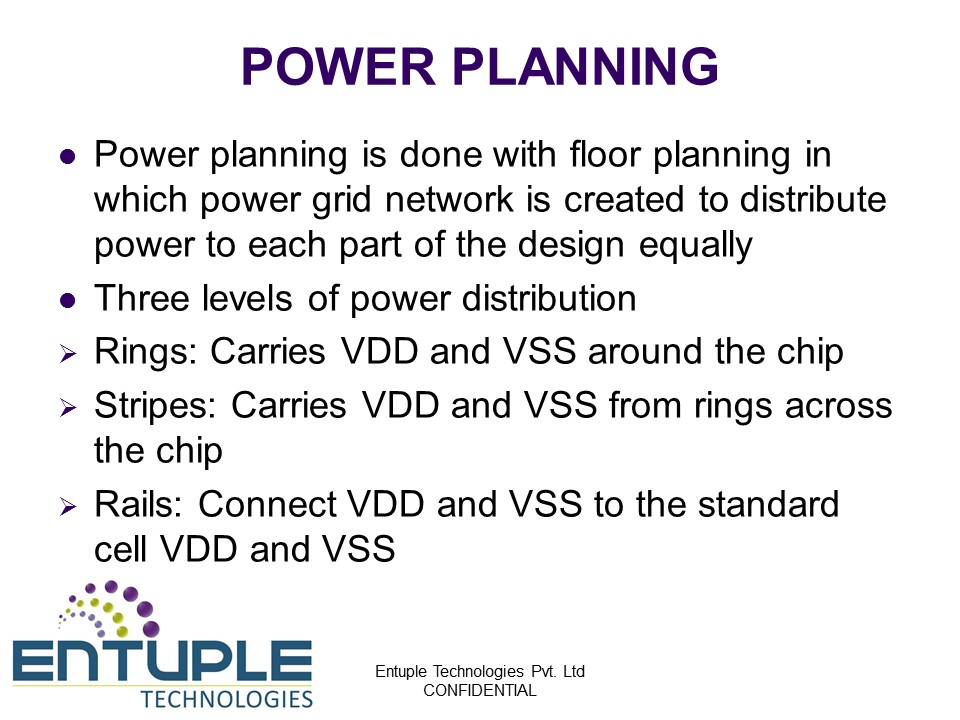 POWER PLANNING
● Power planning is done with floor planning in
which power grid network is created to distribute
power to each part of the design equally
● Three levels of power distribution
➢ Rings: Carries VDD and VSS around the chip
➢ Stripes: Carries VDD and VSS from rings across
the chip
➢ Rails: Connect VDD and VSS to the standard
cell VDD and VSS
ENTUPLE
TECHNOLOGIES
Entuple Technologies Pvt. Ltd
CONFIDENTIAL